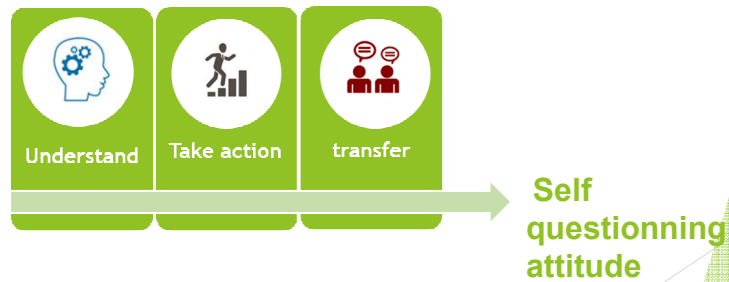 Understand
Take action
transfer
Self
questionning
attitude